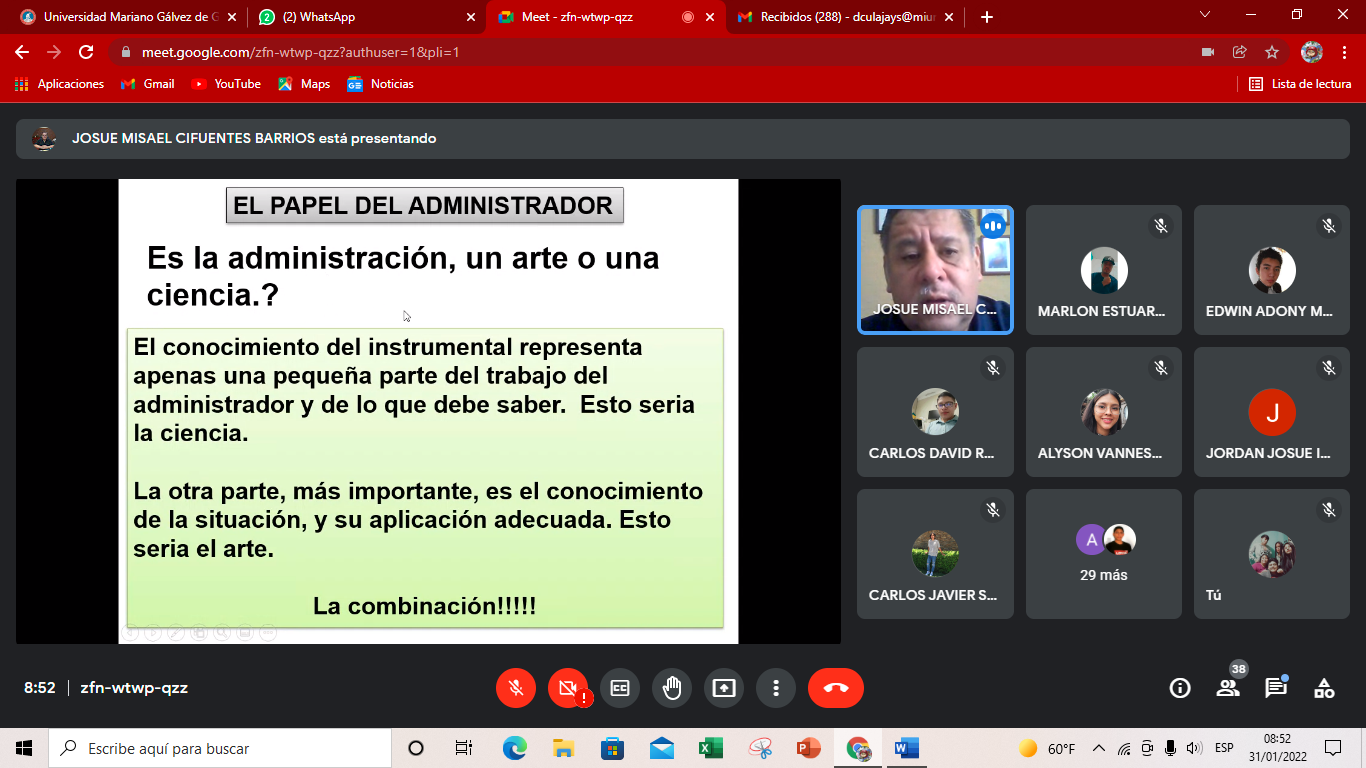 Universidad Mariano Gálvez de G
(2) WhatsApp
Meet - zfn-wtwp-qzz
Recibidos (288) - dculajays@miur
meet.google.com/zfn-wtwp-qzz?authuser=1&pli=1
Aplicaciones
Gmail
YouTube
Maps
Noticias
Lista de lectura
JOSUE MISAEL CIFUENTES BARRIOS está presentando
EL PAPEL DEL ADMINISTRADOR
Es la administración, un arte o una
ciencia.?
El conocimiento del instrumental representa
apenas una pequeña parte del trabajo del
administrador y de lo que debe saber.  Esto seria
la ciencia.
La otra parte, más importante, es el conocimiento
de la situación, y su aplicación adecuada. Esto
seria el arte.
La combinación!!!!!
JOSUE MISAEL C...
MARLON ESTUAR...
EDWIN ADONY M...
CARLOS DAVID R...
ALYSON VANNES...
J
JORDAN JOSUE I...
CARLOS JAVIER S...
A
29 más
Tú
8:52 | zfn-wtwp-qzz
38
Escribe aquí para buscar
60°F
ESP
08:52
31/01/2022